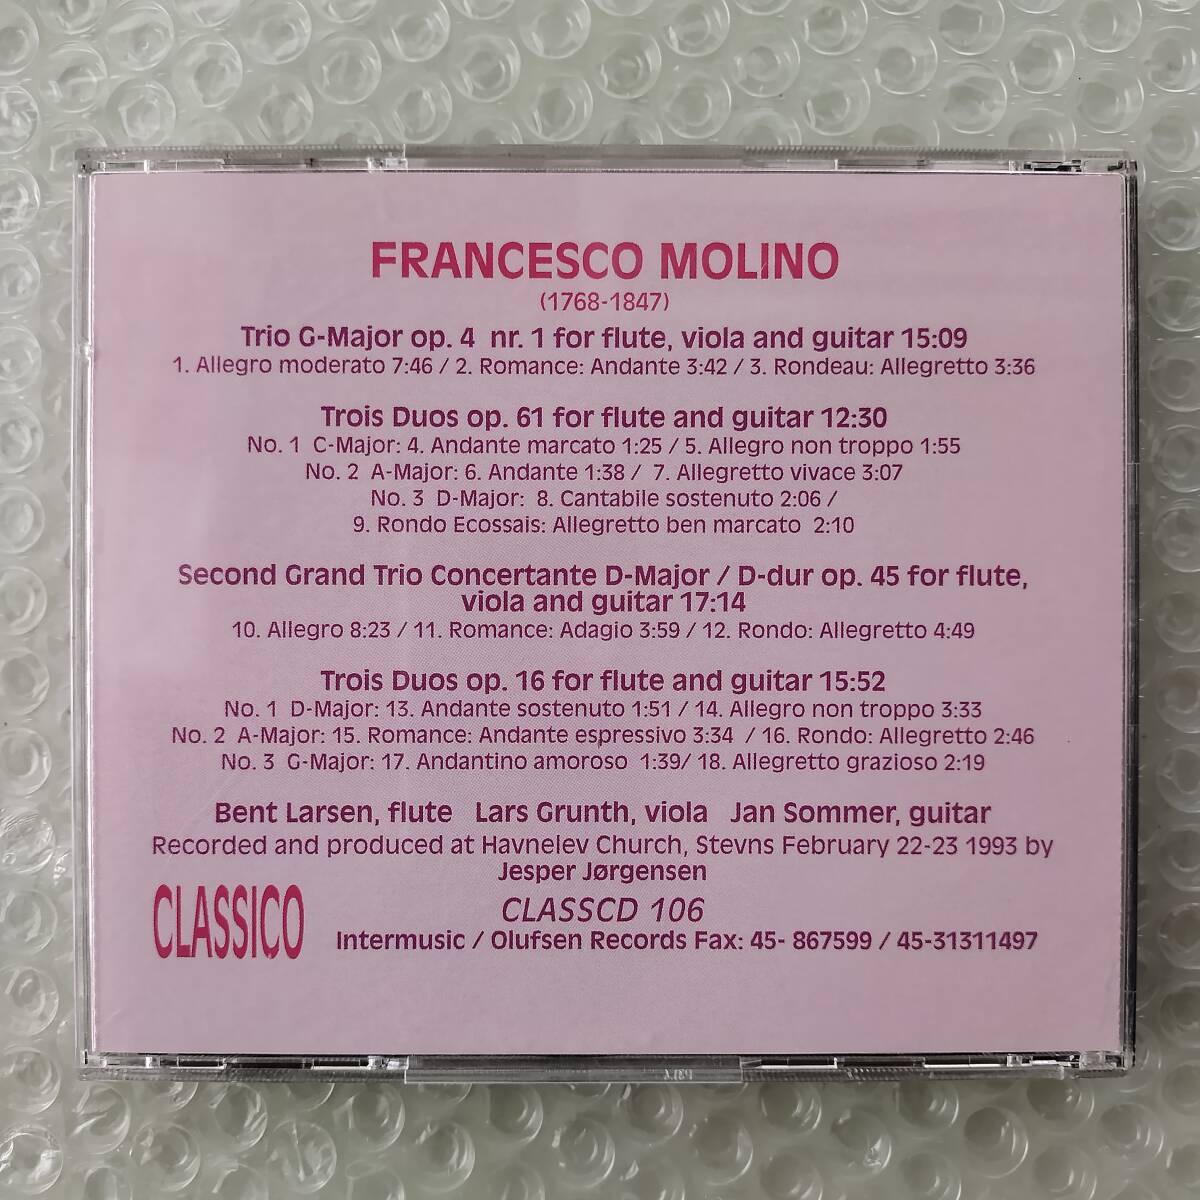 FRANCESCO MOLINO
(1768-1847)
Trio G-Major op. 4 nr. 1 for flute, viola and guitar 15:09
1. Allegro moderato 7:46 / 2. Romance: Andante 3:42 / 3. Rondeau: Allegretto 3:36
Trois Duos op. 61 for flute and guitar 12:30
No. 1 C-Major: 4. Andante marcato 1:25 / 5. Allegro non troppo 1:55
No. 2 A-Major: 6. Andante 1:38 / 7. Allegretto vivace 3:07
No. 3 D-Major: 8. Cantabile sostenuto 2:06 /
9. Rondo Ecossais: Allegretto ben marcato 2:10
Second Grand Trio Concertante D-Major / D-dur op. 45 for flute,
viola and guitar 17:14
10. Allegro 8:23 / 11. Romance: Adagio 3:59 / 12. Rondo: Allegretto 4:49
Trois Duos op. 16 for flute and guitar 15:52
No. 1 D-Major: 13. Andante sostenuto 1:51 / 14. Allegro non troppo 3:33
No. 2 A-Major: 15. Romance: Andante espressivo 3:34 / 16. Rondo: Allegretto 2:46
No. 3 G-Major: 17. Andantino amoroso 1:39/ 18. Allegretto grazioso 2:19
Bent Larsen, flute Lars Grunth, viola Jan Sommer, guitar
Recorded and produced at Havnelev Church, Stevns February 22-23 1993 by
Jesper Jørgensen
CLASSICO
CLASSCD 106
Intermusic / Olufsen Records Fax: 45- 867599 / 45-31311497